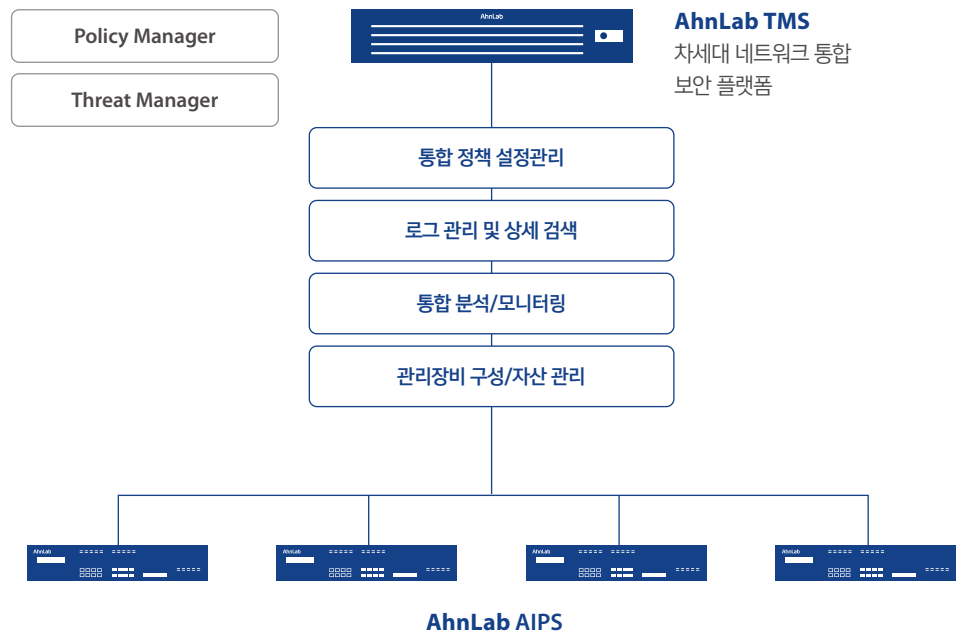 Policy Manager
Threat Manager
AhnLab
AhnLab TMS
차세대 네트워크 통합
보안 플랫폼
통합 정책 설정관리
로그 관리 및 상세 검색
통합 분석/모니터링
관리장비 구성/자산 관리
AhnLab
AhnLab
AhnLab
AhnLab
AhnLab AIPS